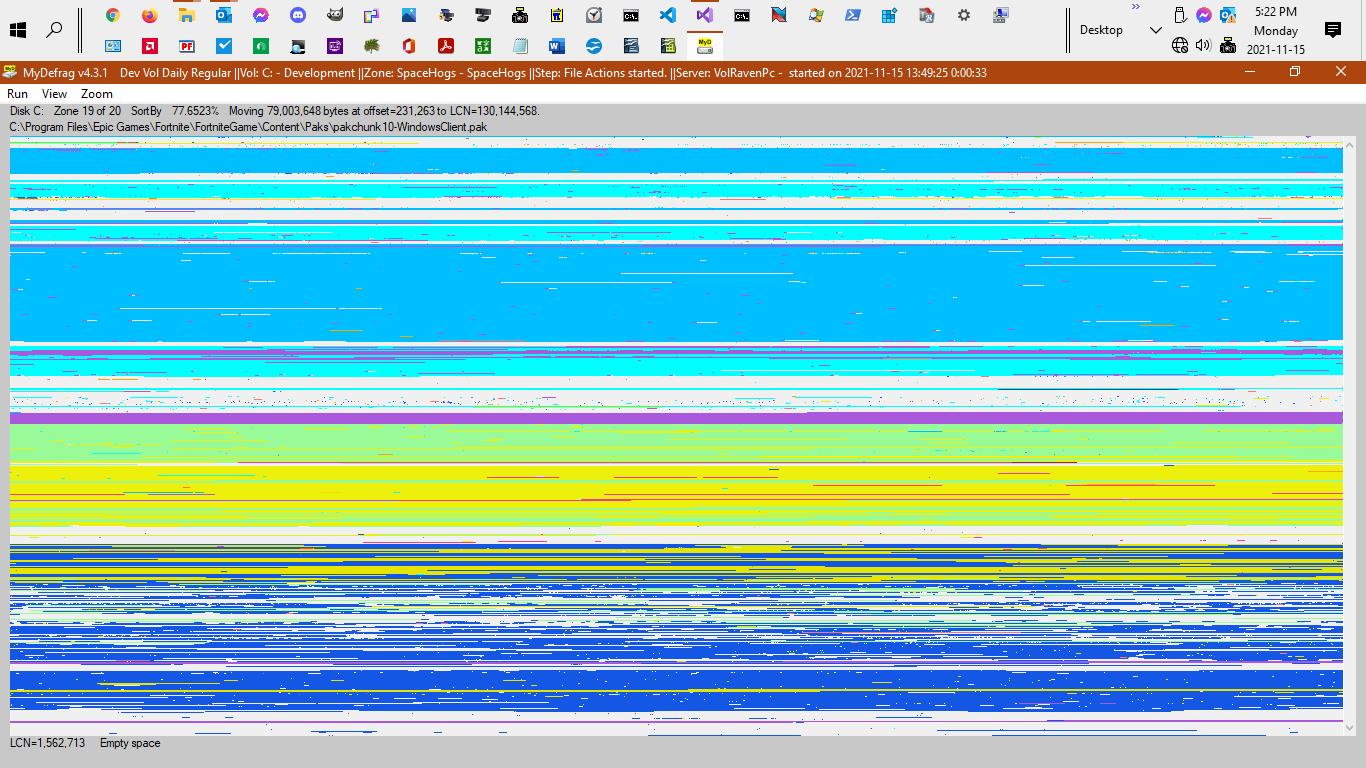 5:22 PM
Desktop
Monday
2021-11-15
MyDefrag v4.3.1 Dev Vol Daily Regular ||Vol: C: - Development ||Zone: SpaceHogs - SpaceHogs ||Step: File Actions started. ||Server: VolRavenPc - started on 2021-11-15 13:49:25 0:00:33
Run View Zoom
Disk C: Zone 19 of 20 SortBy 77.6523% Moving 79,003,648 bytes at offset=231,263 to LCN=130,144,568.
C:\Program Files\Epic Games\Fortnite\FortniteGame\Content\Paks\pakchunk10-WindowsClient.pak
LCN=1,562,713 Empty space